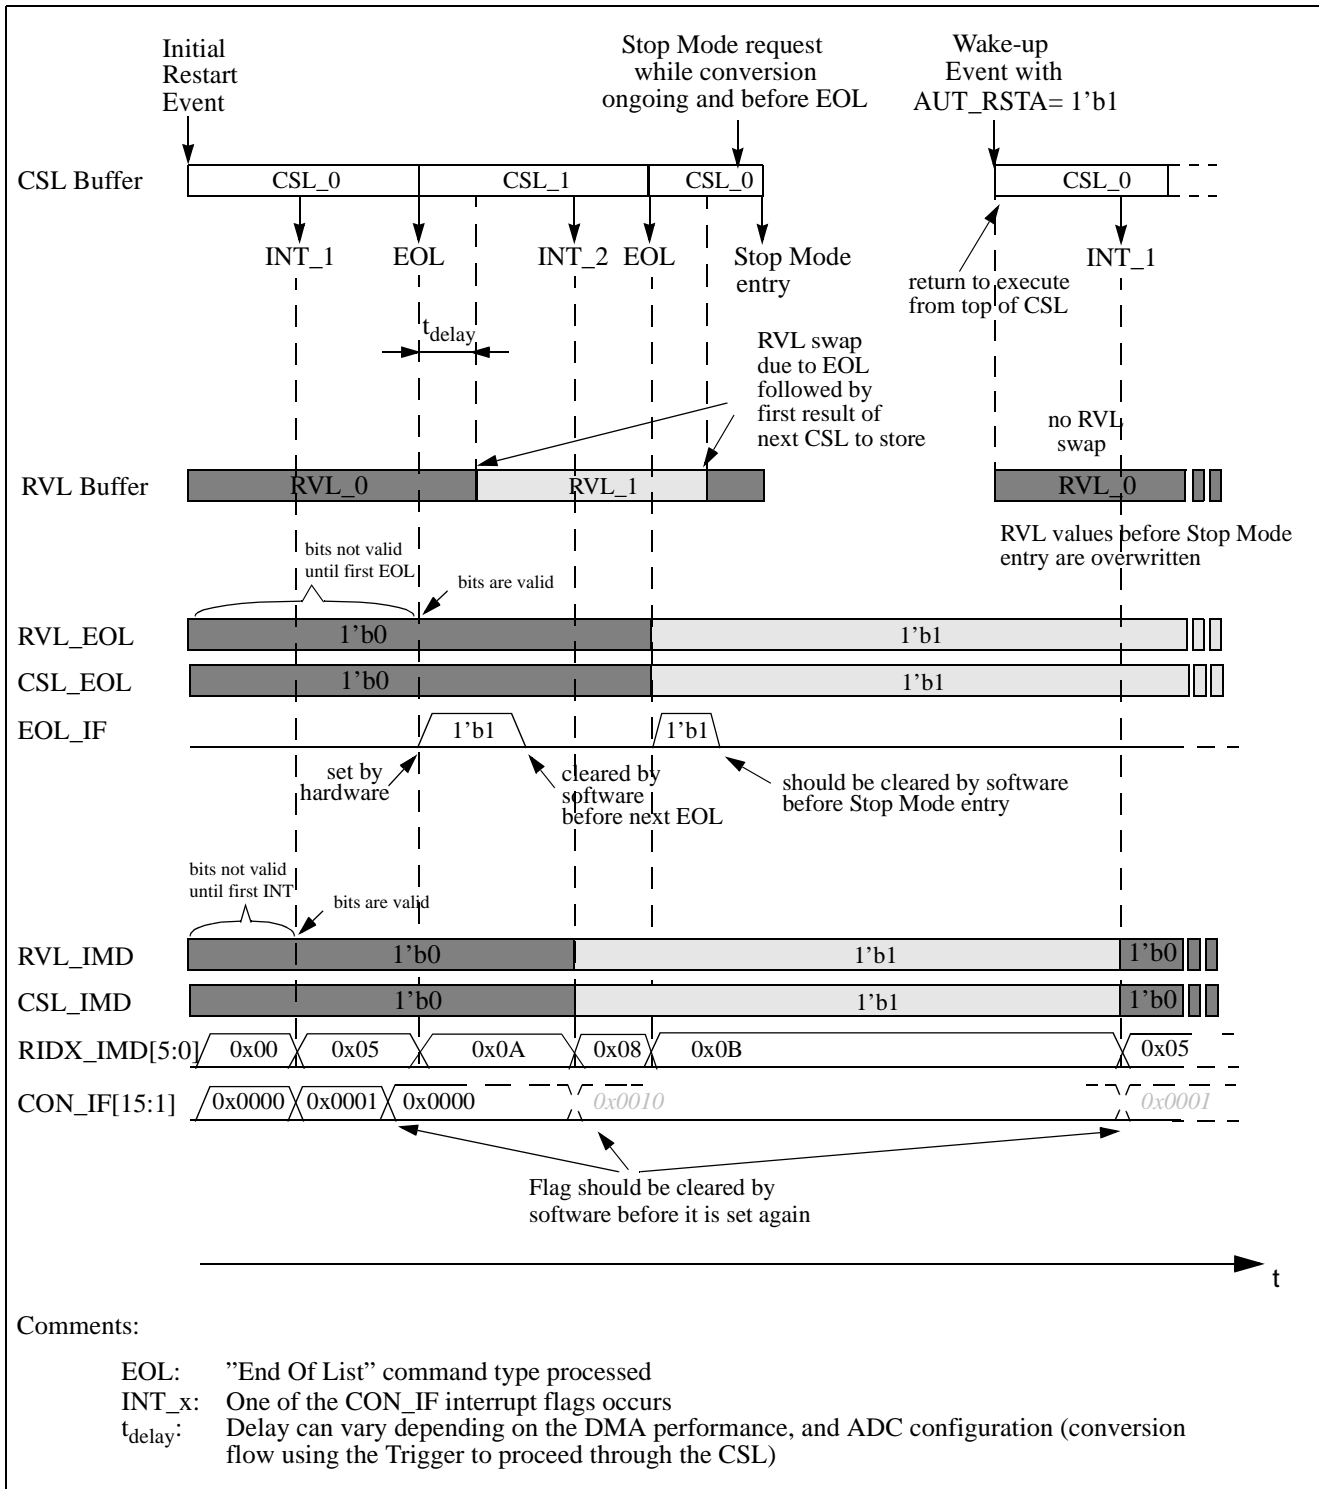 Initial
Restart
Event
Stop Mode request
while conversion
ongoing and before EOL
Wake-up
Event with
AUT_RSTA= 1’b1
CSL Buffer
CSL_0
CSL_1
CSL_0
CSL_0
INT_1
EOL
INT_2
EOL
Stop Mode
entry
INT_1
return to execute
from top of CSL
tdelay
RVL swap
due to EOL
followed by
first result of
next CSL to store
no RVL
swap
RVL Buffer
RVL_0
RVL_1
RVL_0
RVL values before Stop Mode
entry are overwritten
bits not valid
until first EOL
bits are valid
RVL_EOL
1’b0
1’b1
CSL_EOL
1’b0
1’b1
EOL_IF
1’b1
1’b1
set by
hardware
cleared by
software
before next EOL
should be cleared by software
before Stop Mode entry
bits not valid
until first INT
bits are valid
RVL_IMD
1’b0
1’b1
1’b0
CSL_IMD
1’b0
1’b1
1’b0
RIDX_IMD[5:0]
0x00
0x05
0x0A
0x08
0x0B
0x05
CON_IF[15:1]
0x0000
0x0001
0x0000
0x0010
0x0001
Flag should be cleared by
software before it is set again
t
Comments:
EOL: ”End Of List” command type processed
INT_x: One of the CON_IF interrupt flags occurs
tdelay: Delay can vary depending on the DMA performance, and ADC configuration (conversion
flow using the Trigger to proceed through the CSL)